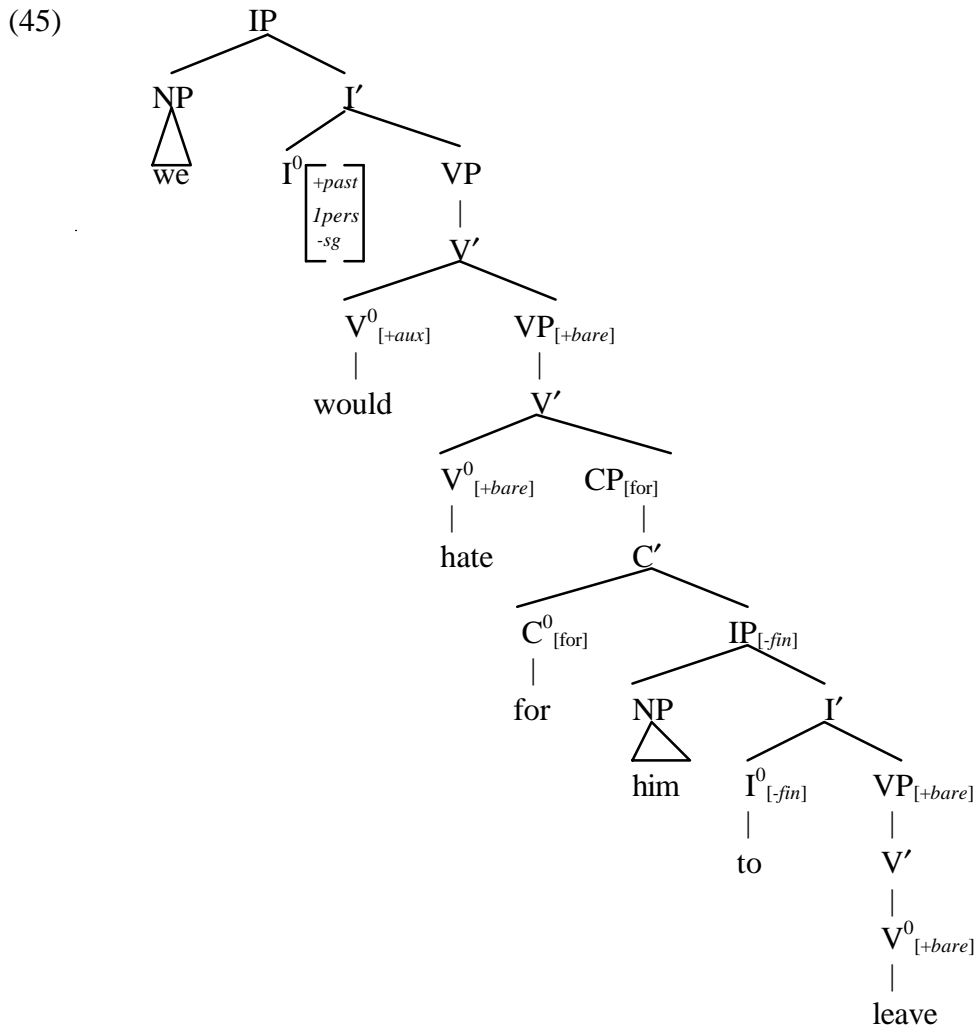 (45) IP
NP I′
we I⁰ [+past 1pers -sg] VP
V′
V⁰[+aux] VP[+bare]
would V′
V⁰[+bare] CP[for]
hate C′
C⁰[for] IP[-fin]
for NP I′
him I⁰[-fin] VP[+bare]
to V′
V⁰[+bare]
leave